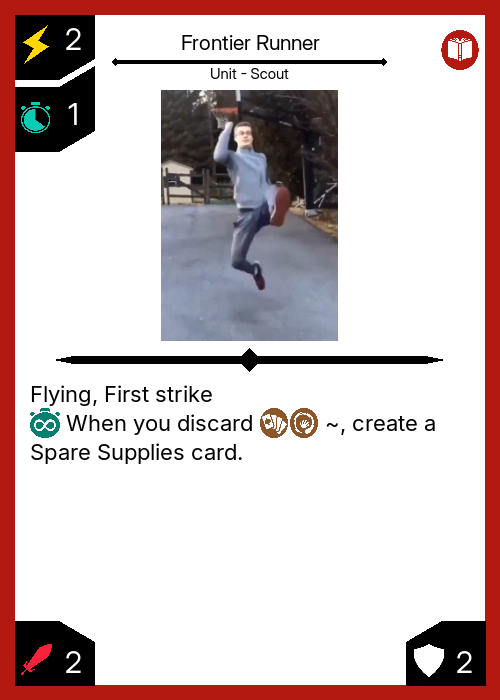 2
Frontier Runner
Unit - Scout
1
Flying, First strike
When you discard ~, create a
Spare Supplies card.
2
2